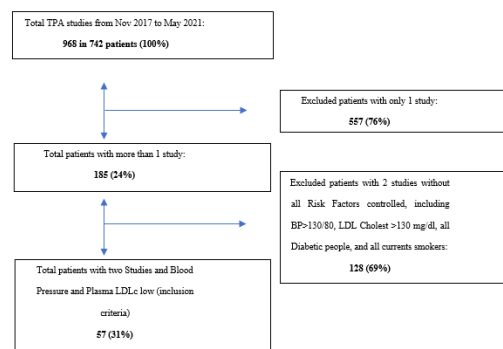 Total TPA studies from Nov 2017 to May 2021:
968 in 742 patients (100%)
Excluded patients with only 1 study:
557 (76%)
Total patients with more than 1 study:
185 (24%)
Excluded patients with 2 studies without
all Risk Factors controlled, including
BP>130/80, LDL Cholest >130 mg/dl, all
Diabetic people, and all currents smokers:
128 (69%)
Total patients with two Studies and Blood
Pressure and Plasma LDLc low (inclusion
criteria)
57 (31%)